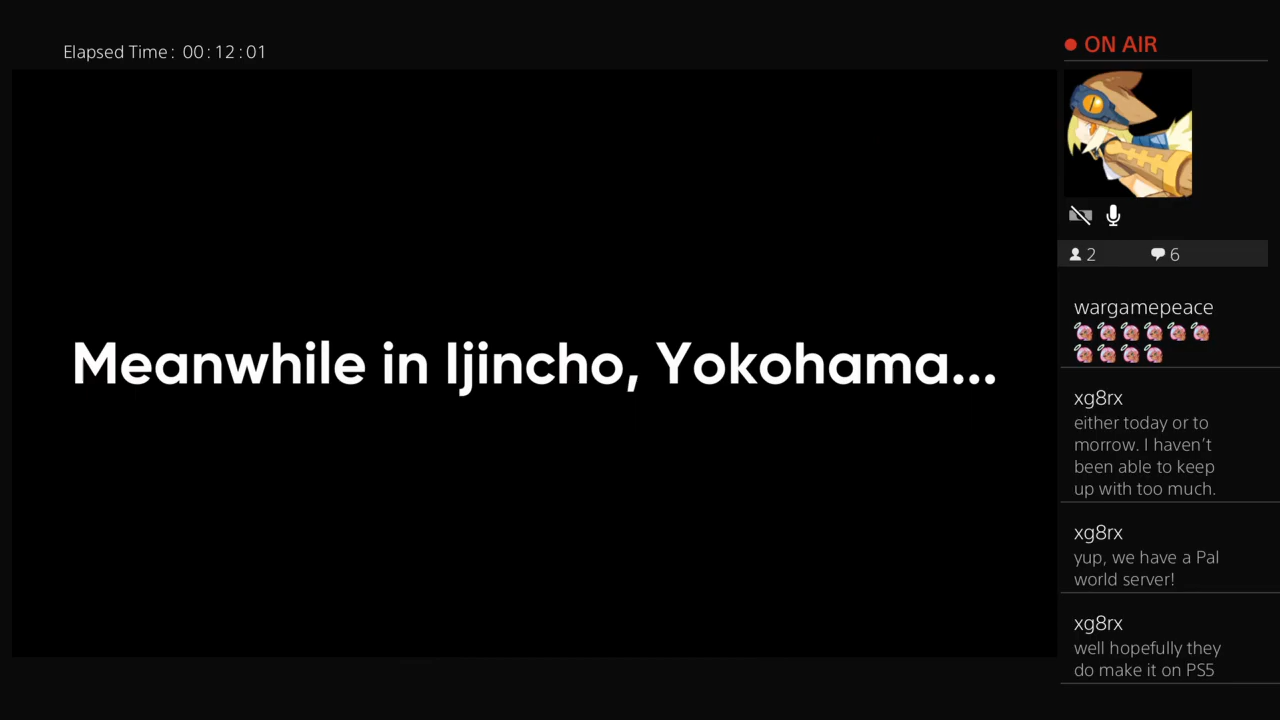 Elapsed Time: 00:12:01
ON AIR
2
6
Meanwhile in Ijincho, Yokohama...
wargamepeace
xg8rx
either today or to
morrow. I haven't
been able to keep
up with too much.
xg8rx
yup, we have a Pal
world server!
xg8rx
well hopefully they
do make it on PS5